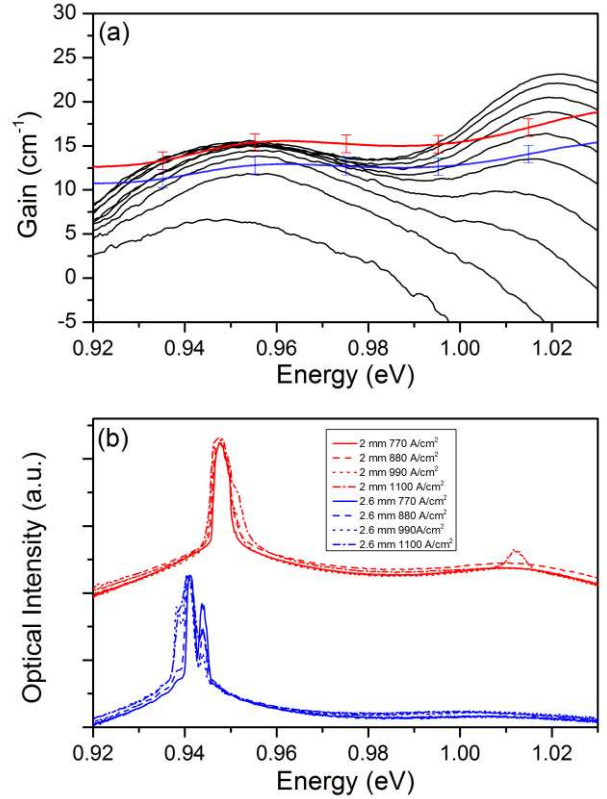 (a)
30
25
20
15
10
5
0
-5
Gain (cm⁻¹)
0.92 0.94 0.96 0.98 1.00 1.02
Energy (eV)
(b)
2 mm 770 A/cm²
2 mm 880 A/cm²
2 mm 990 A/cm²
2 mm 1100 A/cm²
2.6 mm 770 A/cm²
2.6 mm 880 A/cm²
2.6 mm 990A/cm²
2.6 mm 1100 A/cm²
Optical Intensity (a.u.)
0.92 0.94 0.96 0.98 1.00 1.02
Energy (eV)